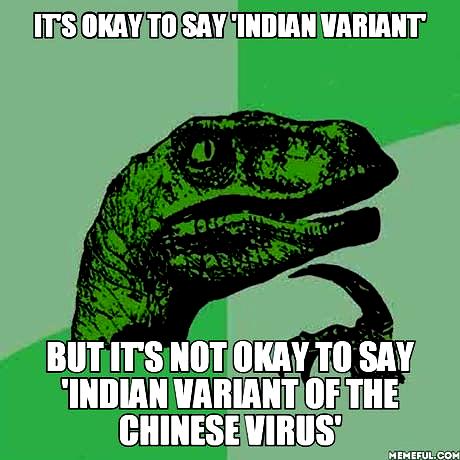 IT'S OKAY TO SAY 'INDIAN VARIANT'
BUT IT'S NOT OKAY TO SAY
'INDIAN VARIANT OF THE
CHINESE VIRUS'
MEMEFUL.COM